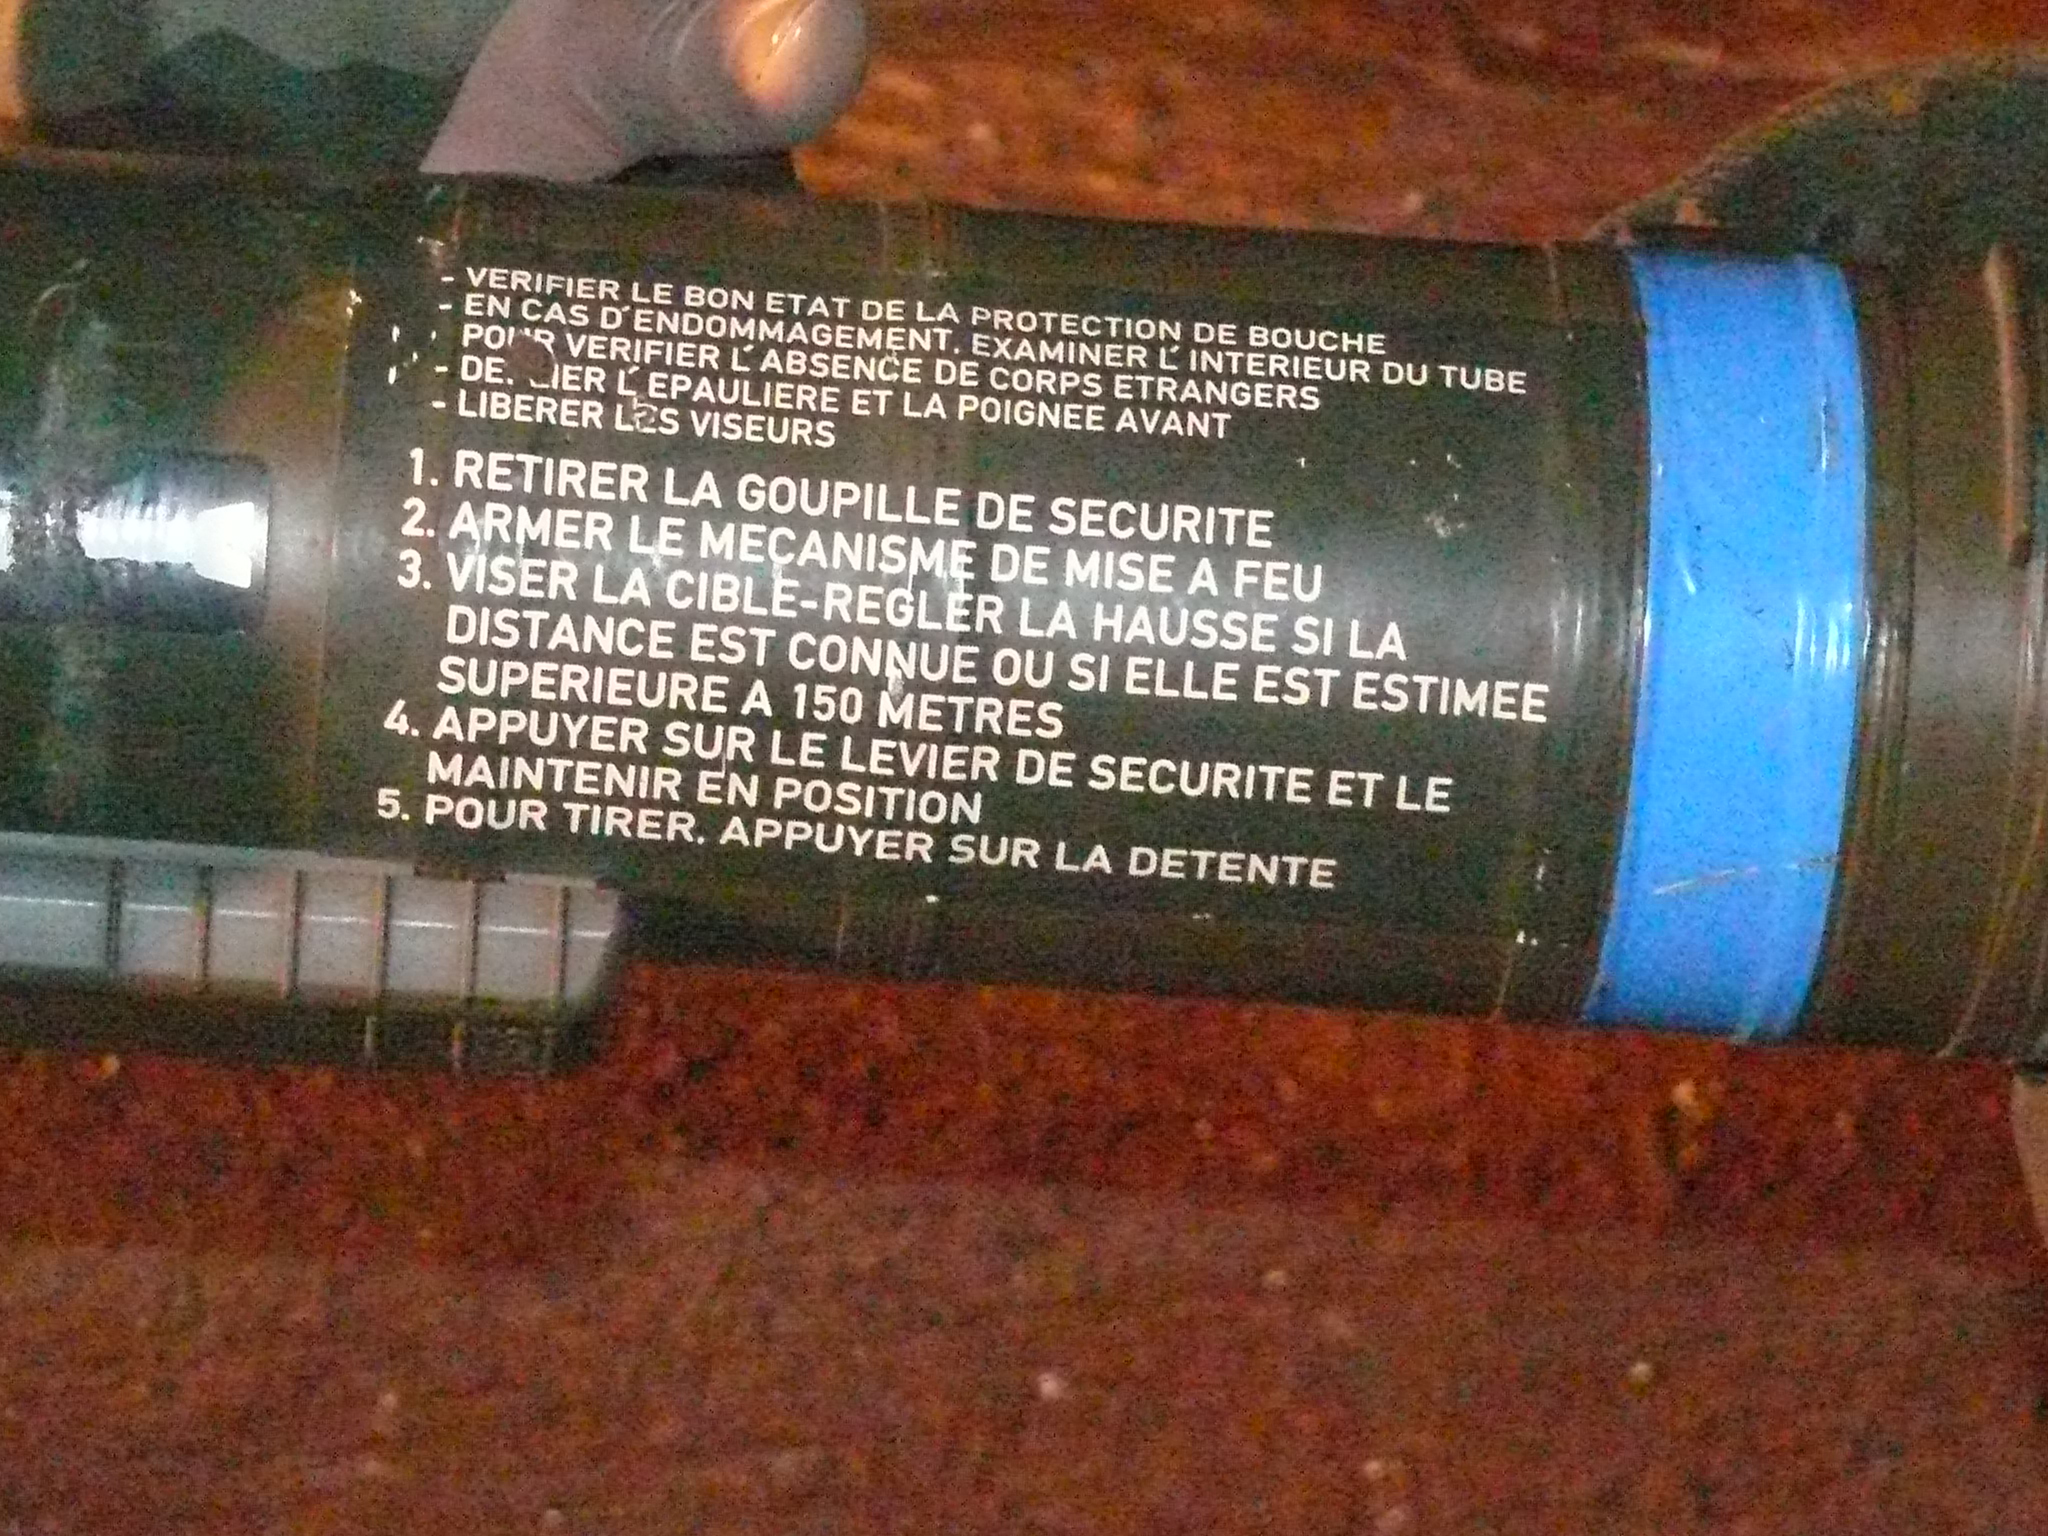 - VERIFIER LE BON ETAT DE LA PROTECTION DE BOUCHE
- EN CAS D'ENDOMMAGEMENT. EXAMINER L'INTERIEUR DU TUBE
POUR VERIFIER L'ABSENCE DE CORPS ETRANGERS
- L'EPAULIERE ET LA POIGNEE AVANT
- LIBERER LES VISEURS
1. RETIRER LA GOUPILLE DE SECURITE
2. ARMER LE MECANISME DE MISE A FEU
3. VISER LA CIBLE-REGLER LA HAUSSE SI LA
DISTANCE EST CONNUE OU SI ELLE EST ESTIMEE
SUPERIEURE A 150 METRES
4. APPUYER SUR LE LEVIER DE SECURITE ET LE
MAINTENIR EN POSITION
5. POUR TIRER. APPUYER SUR LA DETENTE